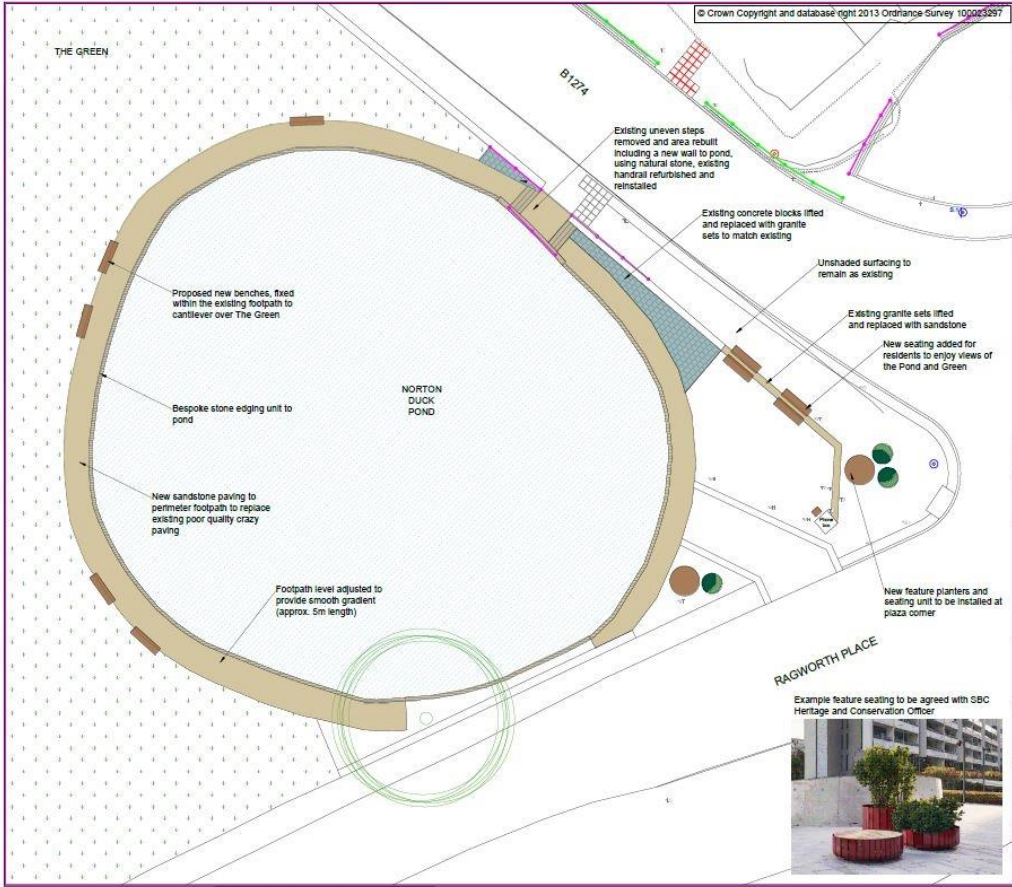 © Crown Copyright and database right 2013 Ordnance Survey 100023297
THE GREEN
B1274
Existing uneven steps
removed and area rebuilt
including a new wall to pond,
using natural stone, existing
handrail refurbished and
reinstalled
Existing concrete blocks lifted
and replaced with granite
sets to match existing
Unshaded surfacing to
remain as existing
Existing granite sets lifted
and replaced with sandstone
New seating added for
residents to enjoy views of
the Pond and Green
Proposed new benches, fixed
within the existing footpath to
cantilever over The Green
NORTON
DUCK
POND
Bespoke stone edging unit to
pond
New sandstone paving to
perimeter footpath to replace
existing poor quality crazy
paving
Phone
box
Footpath level adjusted to
provide smooth gradient
(approx. 5m length)
New feature planters and
seating unit to be installed at
plaza corner
RAGWORTH PLACE
Example feature seating to be agreed with SBC
Heritage and Conservation Officer